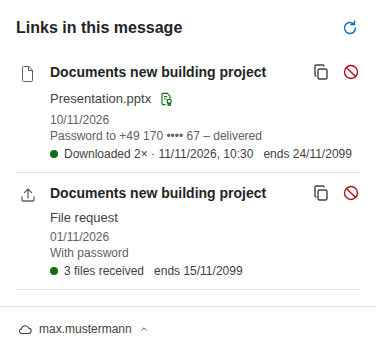 Links in this message
Documents new building project
Presentation.pptx
10/11/2026
Password to +49 170 •••• 67 – delivered
Downloaded 2× · 11/11/2026, 10:30 ends 24/11/2099
Documents new building project
File request
01/11/2026
With password
3 files received ends 15/11/2099
max.mustermann